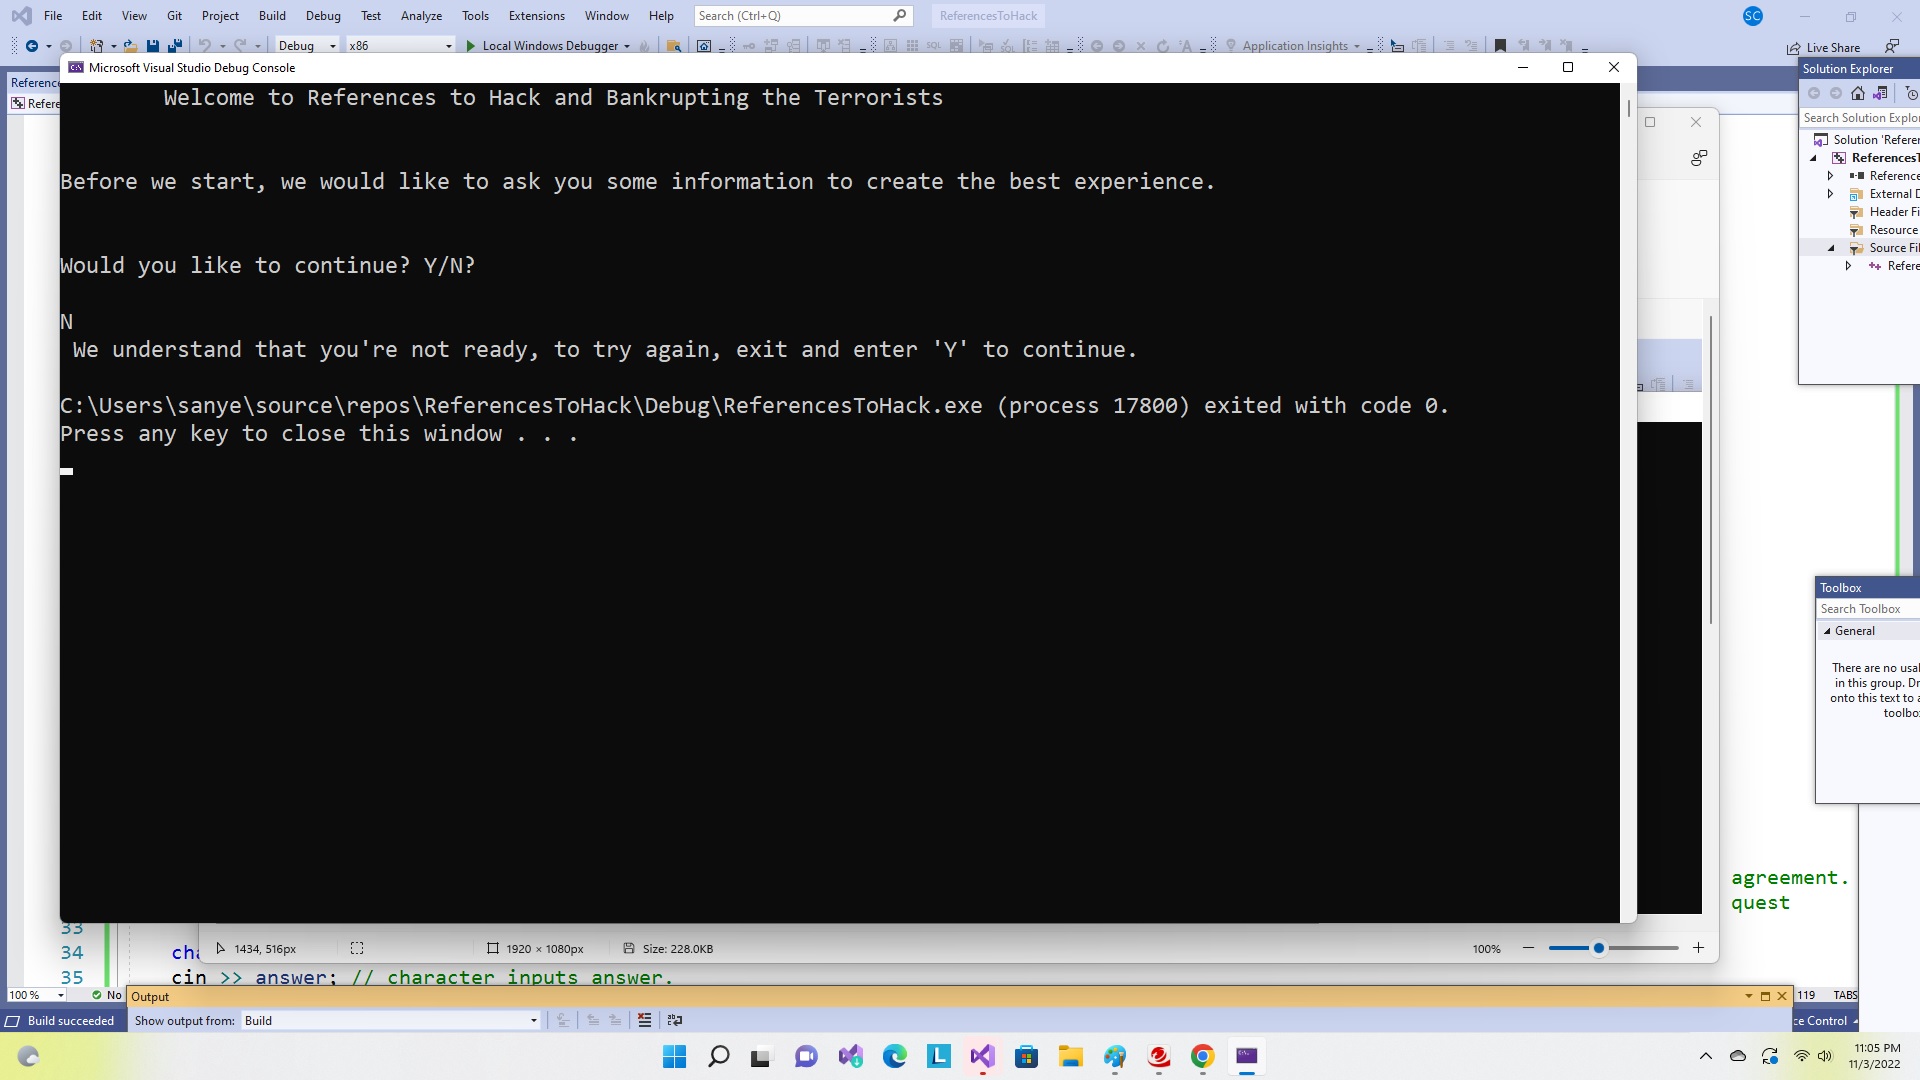 File Edit View Git Project Build Debug Test Analyze Tools Extensions Window Help Search (Ctrl+Q) ReferencesToHack SC
Debug x86 Local Windows Debugger SQL Application Insights Live Share
Microsoft Visual Studio Debug Console
Welcome to References to Hack and Bankrupting the Terrorists
Before we start, we would like to ask you some information to create the best experience.
Would you like to continue? Y/N?
N
We understand that you're not ready, to try again, exit and enter 'Y' to continue.
C:\Users\sanye\source\repos\ReferencesToHack\Debug\ReferencesToHack.exe (process 17800) exited with code 0.
Press any key to close this window . . .
Reference
Refere
Solution Explorer
Search Solution Explor
Solution 'Referen
ReferencesT
Reference
External D
Header Fi
Resource
Source Fil
Refere
Toolbox
Search Toolbox
General
There are no usal
in this group. Dr
onto this text to a
toolbox
agreement.
quest
33
34 cha
35 cin >> answer; // character inputs answer.
1434, 516px 1920 × 1080px Size: 228.0KB 100%
100 % No
119 TABS
Output
Build succeeded Show output from: Build
ce Control
11:05 PM
11/3/2022